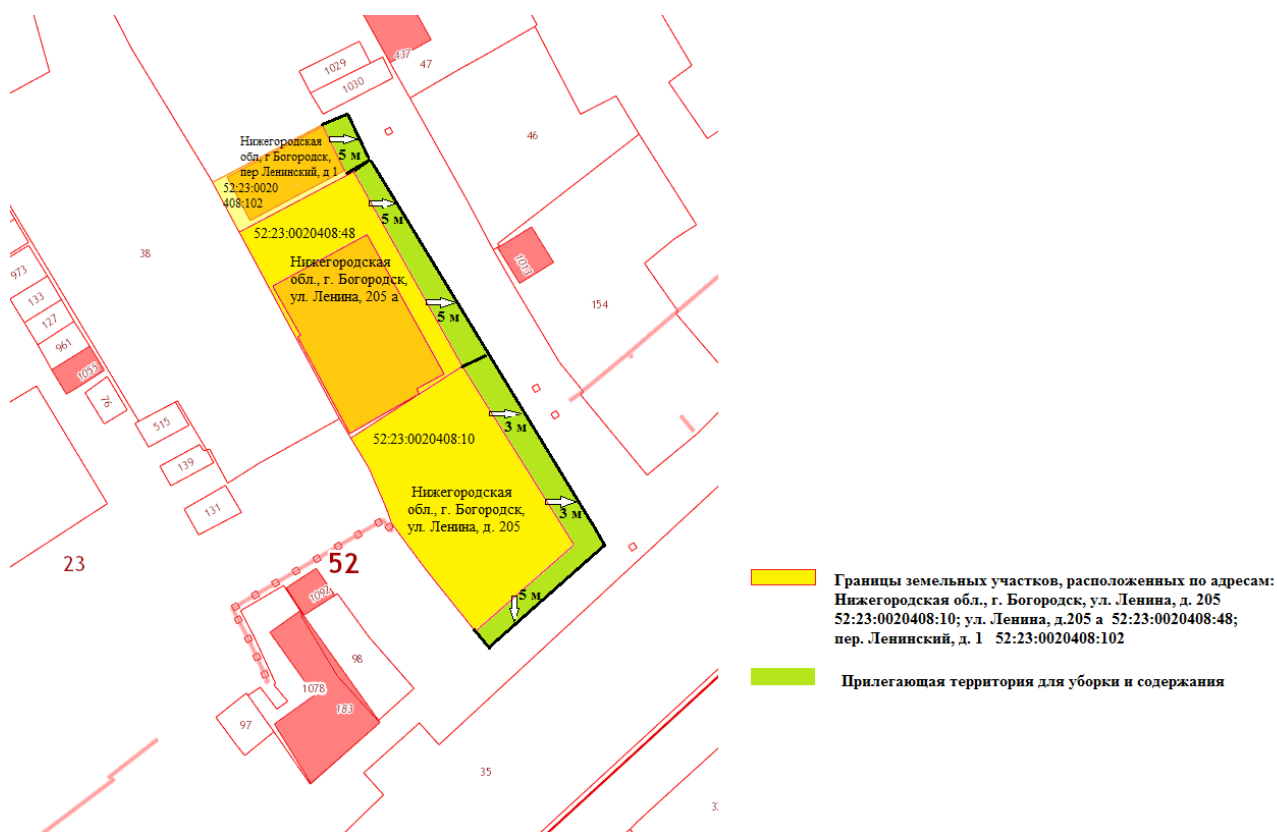 437
47
1029
1030
46
Нижегородская
обл, г Богородск,
пер Ленинский, д 1
52:23:0020
408:102
5 м
5 м
52:23:0020408:48
Нижегородская
обл., г. Богородск,
ул. Ленина, 205 а
5 м
38
1013
154
973
133
127
961
1055
76
515
139
131
3 м
52:23:0020408:10
Нижегородская
обл., г. Богородск,
ул. Ленина, д. 205
3 м
23
52
5 м
1092
98
1078
183
97
35
Границы земельных участков, расположенных по адресам:
Нижегородская обл., г. Богородск, ул. Ленина, д. 205
52:23:0020408:10; ул. Ленина, д.205 а 52:23:0020408:48;
пер. Ленинский, д. 1 52:23:0020408:102
Прилегающая территория для уборки и содержания